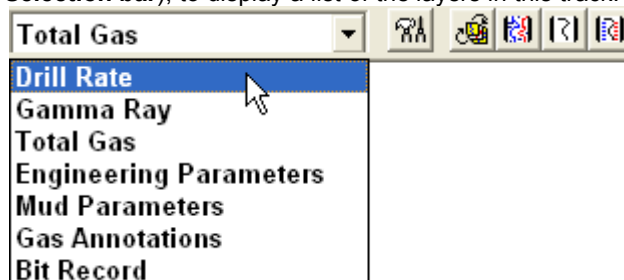 Selection bar), to display a list of the layers in this track.
Total Gas
Drill Rate
Gamma Ray
Total Gas
Engineering Parameters
Mud Parameters
Gas Annotations
Bit Record